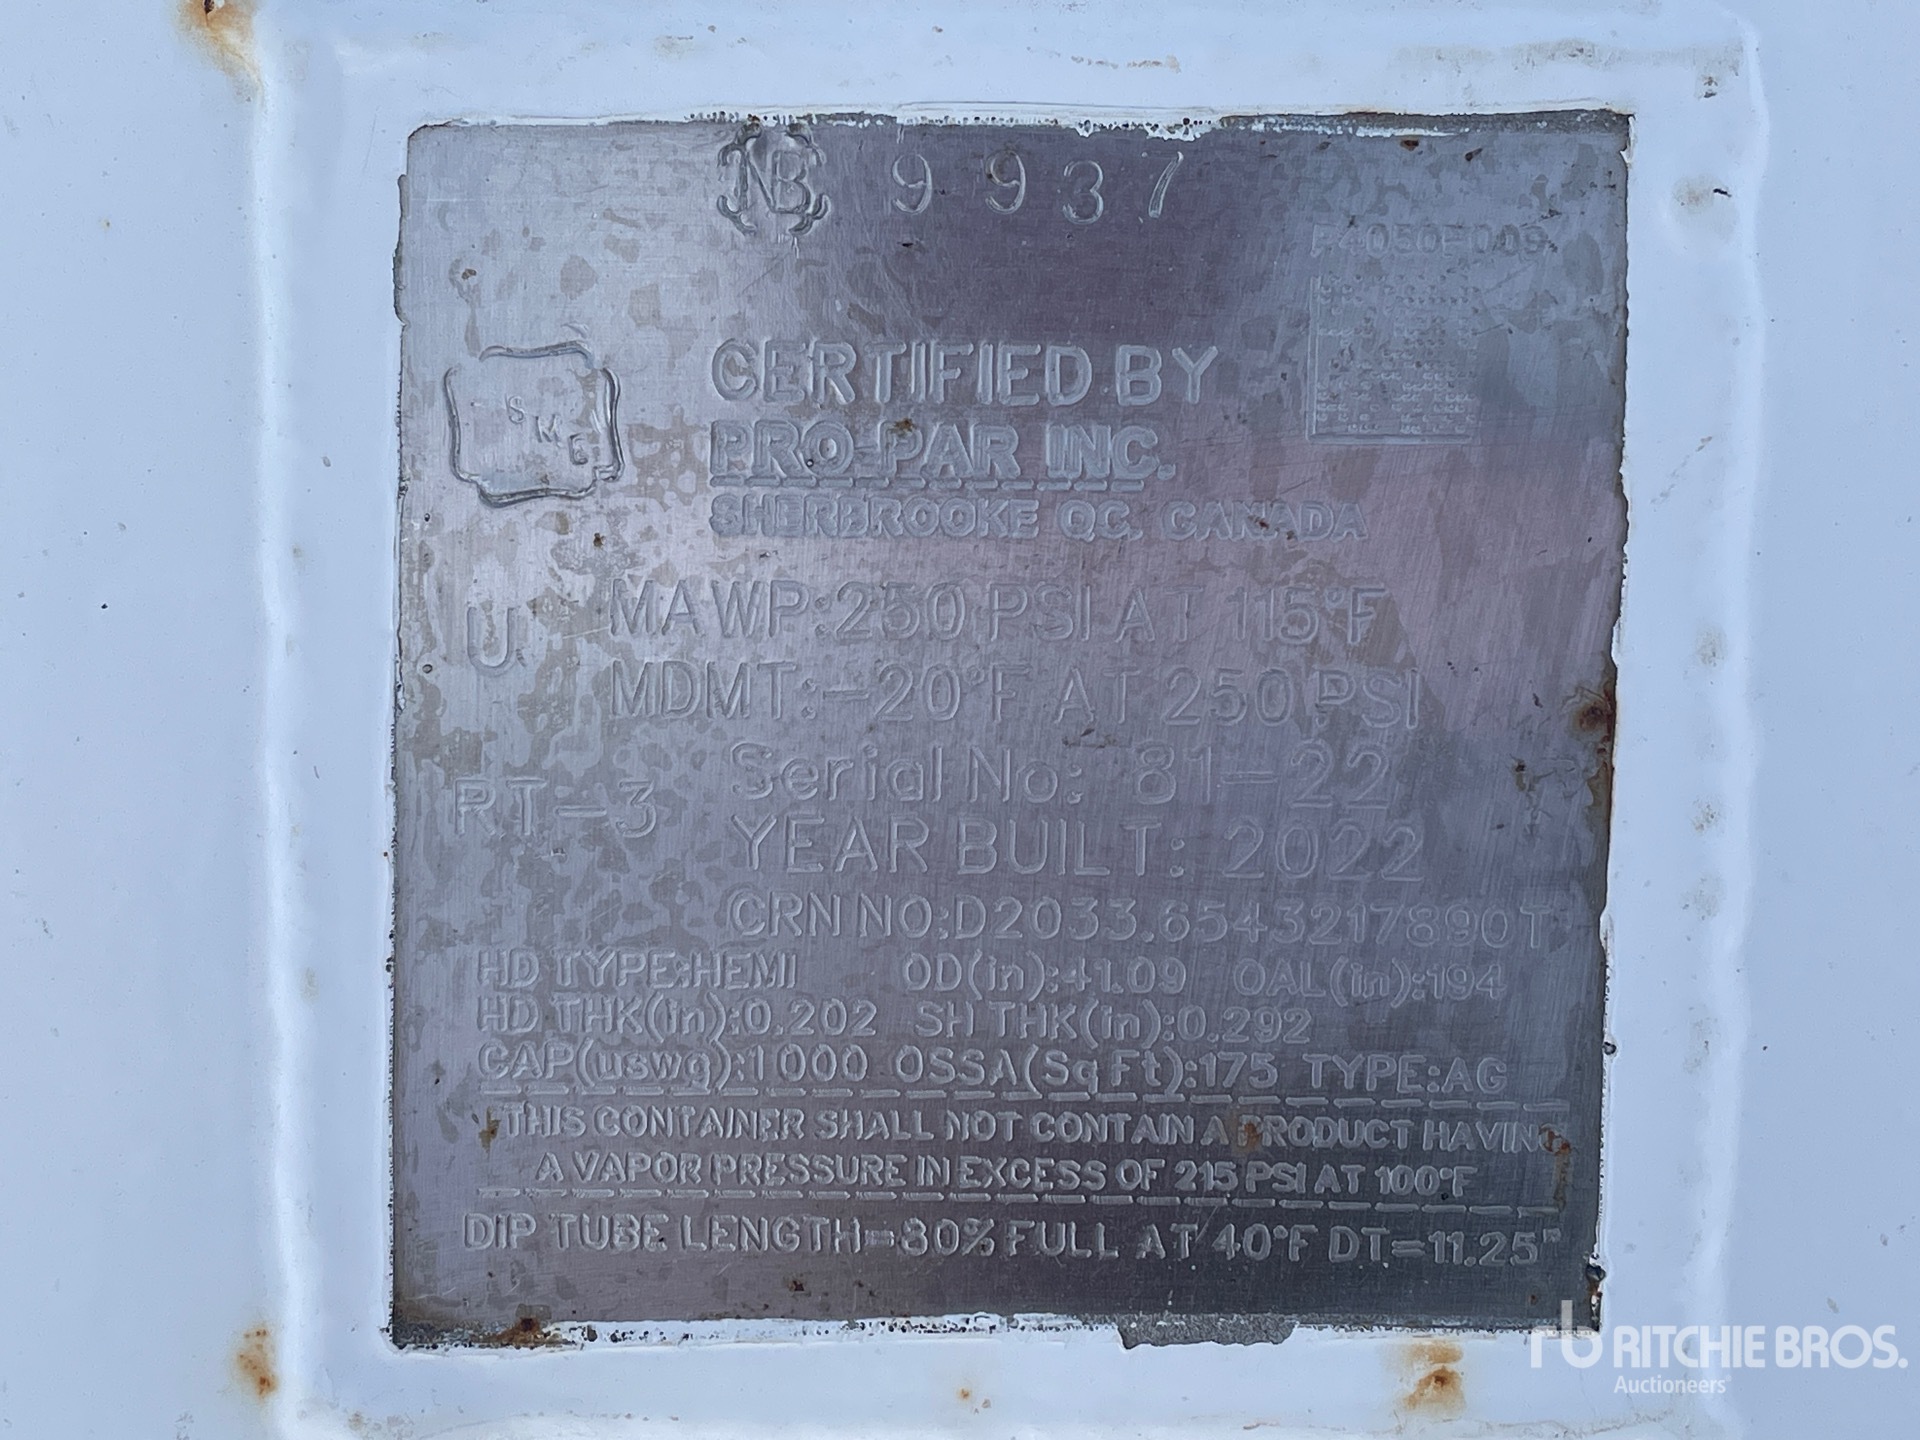 NB 9937
F4050F009
SME
CERTIFIED BY
PRO-PAR INC.
SHERBROOKE QC, CANADA
U
MAWP:250 PSI AT 115°F
MDMT:-20°F AT 250 PSI
RT-3
Serial No: 81-22
YEAR BUILT: 2022
CRN NO:D2033.6543217890T
HD TYPE:HEMI OD(in):41.09 OAL(in):194
HD THK(in):0.202 SH THK(in):0.292
CAP(uswg):1000 OSSA(Sq Ft):175 TYPE:AG
THIS CONTAINER SHALL NOT CONTAIN A PRODUCT HAVING
A VAPOR PRESSURE IN EXCESS OF 215 PSI AT 100°F
DIP TUBE LENGTH=80% FULL AT 40°F DT=11.25"
rb RITCHIE BROS.
Auctioneers